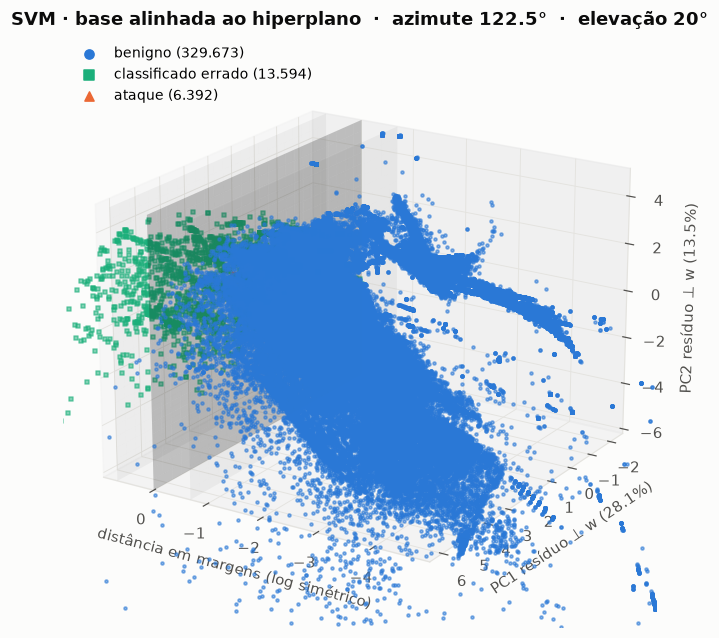 SVM · base alinhada ao hiperplano · azimute 122.5° · elevação 20°
benigno (329.673)
classificado errado (13.594)
ataque (6.392)
4
2
0
−2
−4
−6
PC2 resíduo ⊥ w (13.5%)
−2
−1
0
1
2
3
4
5
6
PC1 resíduo ⊥ w (28.1%)
0
−1
−2
−3
−4
distância em margens (log simétrico)